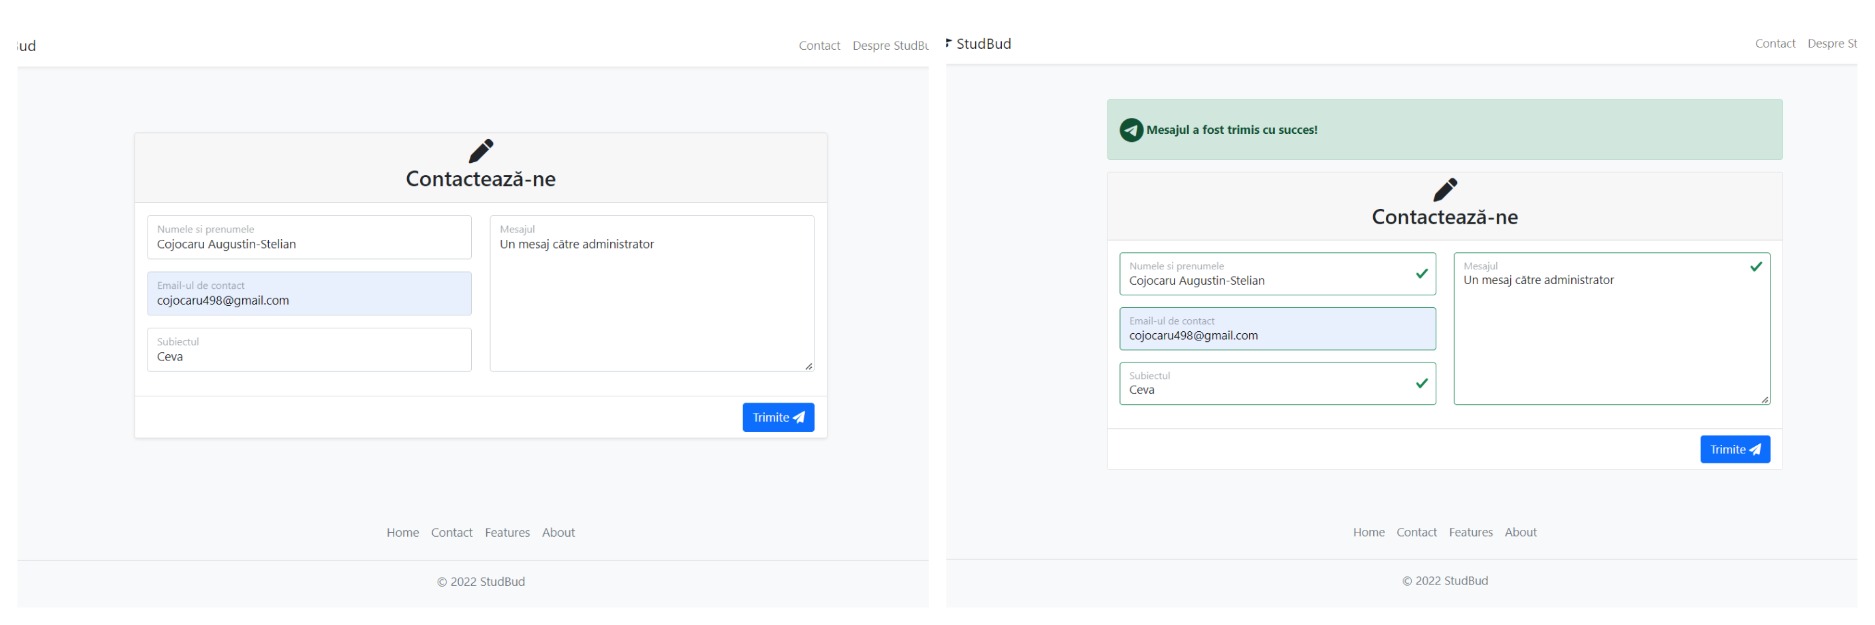 Contact Despre StudBu
Contactează-ne
Numele si prenumele
Cojocaru Augustin-Stelian
Email-ul de contact
cojocaru498@gmail.com
Subiectul
Ceva
Mesajul
Un mesaj către administrator
Trimite
Home Contact Features About
© 2022 StudBud
StudBud
Contact Despre St
Mesajul a fost trimis cu succes!
Contactează-ne
Numele si prenumele
Cojocaru Augustin-Stelian
Email-ul de contact
cojocaru498@gmail.com
Subiectul
Ceva
Mesajul
Un mesaj către administrator
Trimite
Home Contact Features About
© 2022 StudBud